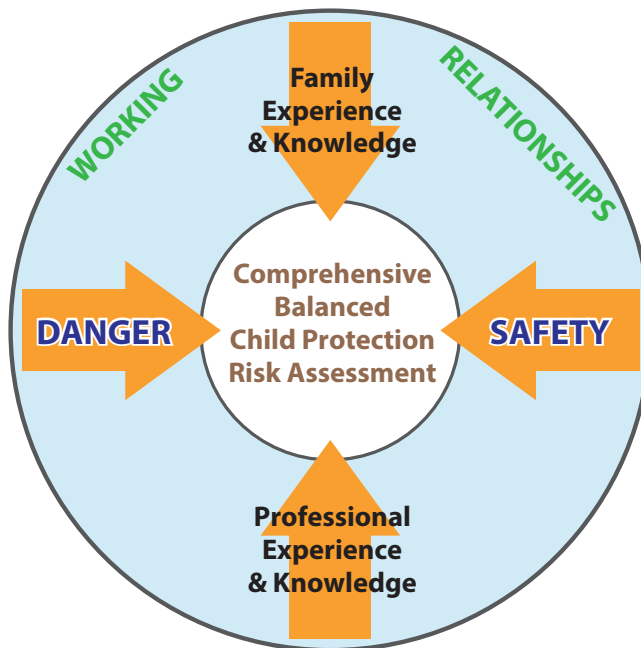 WORKING
RELATIONSHIPS
Family
Experience
& Knowledge
DANGER
Comprehensive
Balanced
Child Protection
Risk Assessment
SAFETY
Professional
Experience
& Knowledge